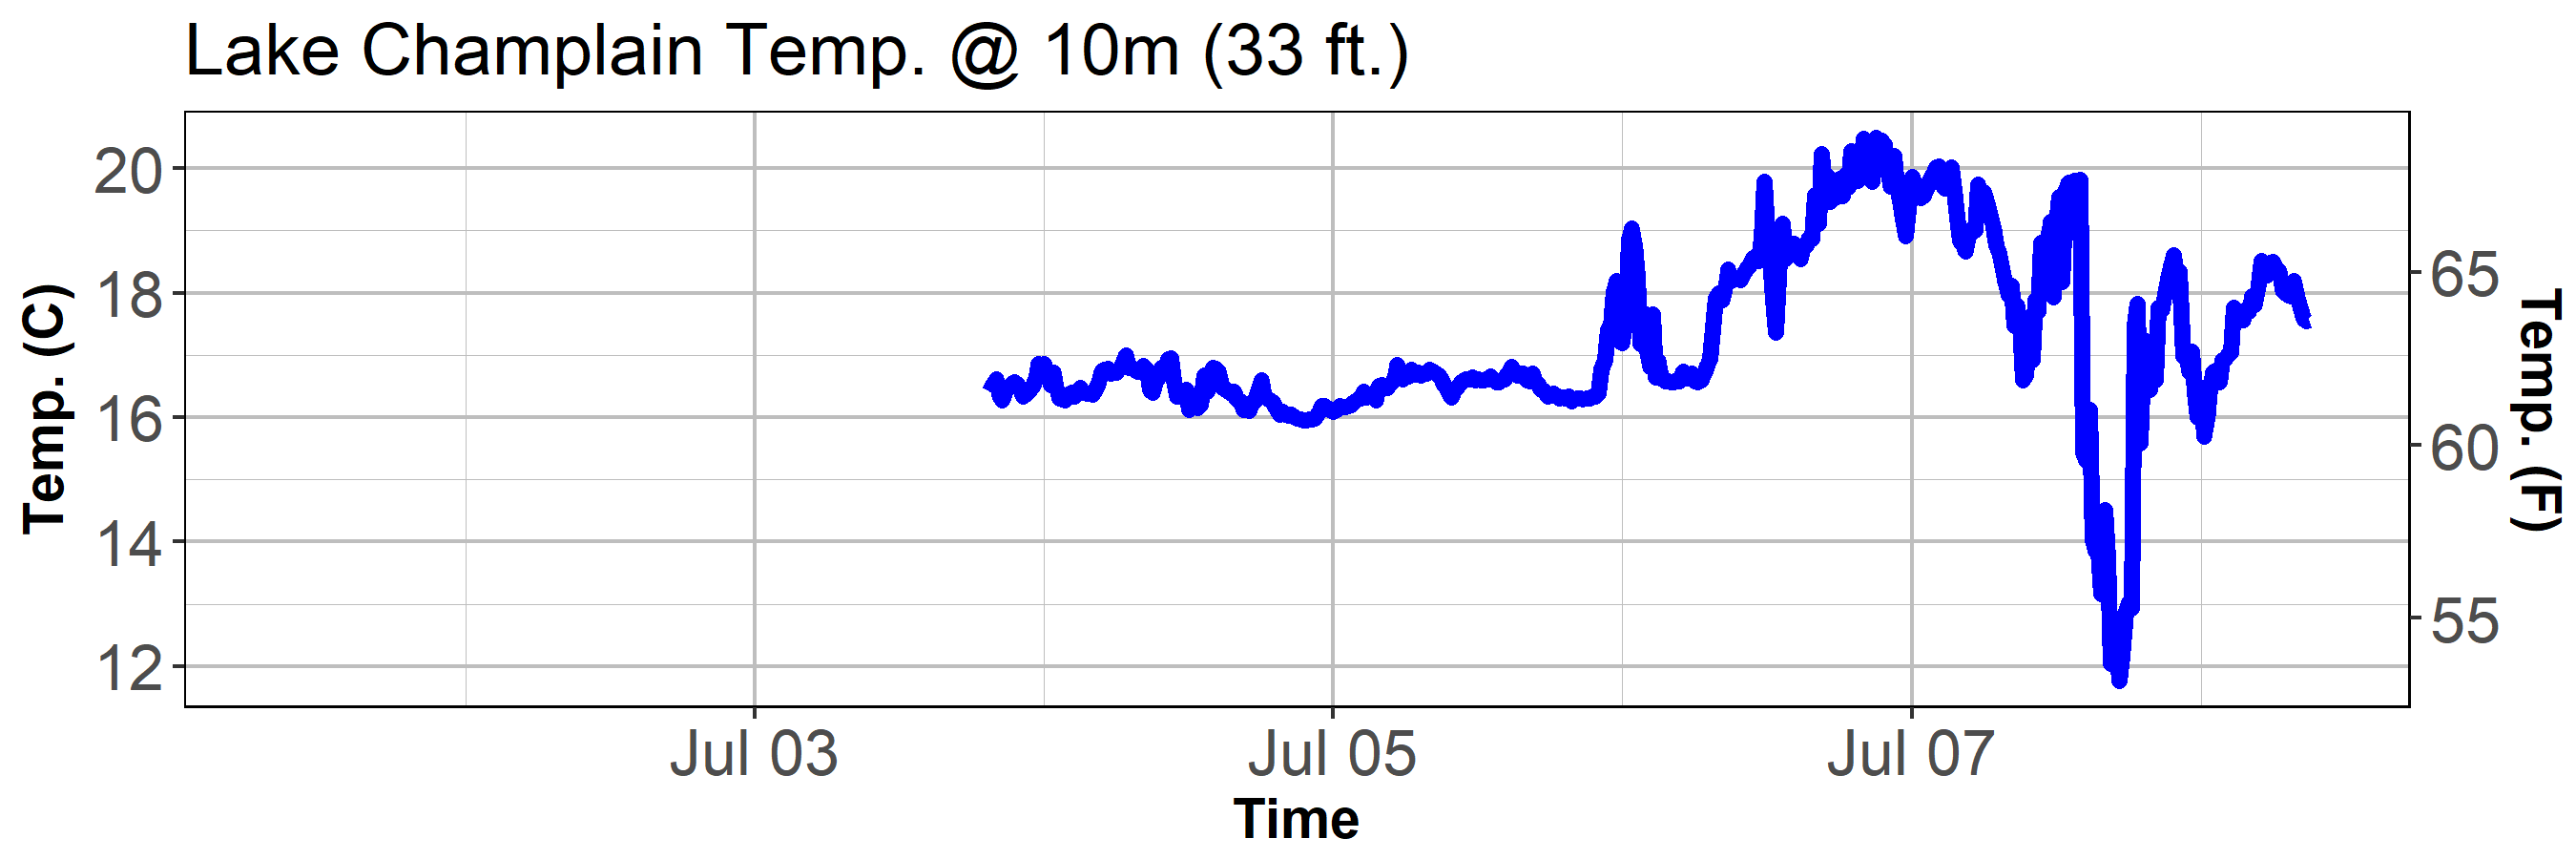 Lake Champlain Temp. @ 10m (33 ft.)
20
18
16
14
12
Temp. (C)
65
60
55
Temp. (F)
Jul 03 Jul 05 Jul 07
Time